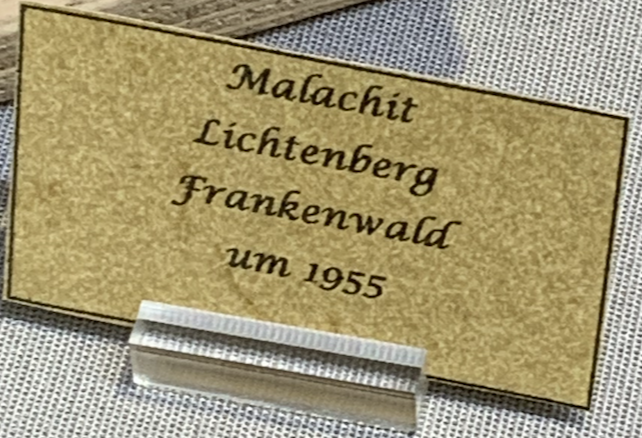 Malachit
Lichtenberg
Frankenwald
um 1955